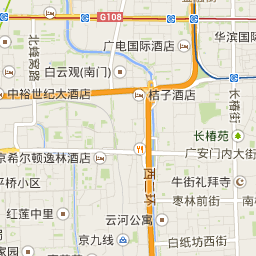 G108
广电国际酒店
华滨国际
北蜂窝路
白云观(南门)
中裕世纪大酒店
桔子酒店
长椿街
长椿苑
京希尔顿逸林酒店
广安门内大街
西二环
平桥小区
牛街礼拜寺
枣林前街
南横
红莲中里
云河公寓
京九线
白纸坊西街
家园